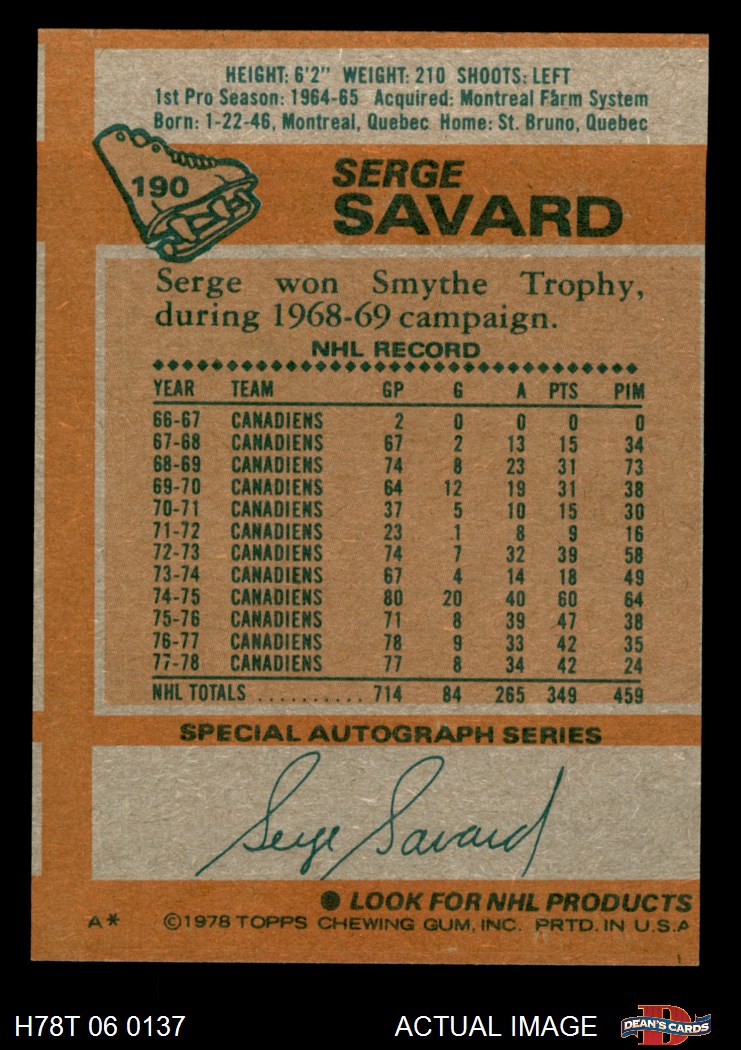 HEIGHT: 6'2" WEIGHT: 210 SHOOTS: LEFT
1st Pro Season: 1964-65 Acquired: Montreal Farm System
Born: 1-22-46, Montreal, Quebec Home: St. Bruno, Quebec
190
SERGE
SAVARD
Serge won Smythe Trophy,
during 1968-69 campaign.
NHL RECORD
YEAR TEAM GP G A PTS PIM
66-67 CANADIENS 2 0 0 0 0
67-68 CANADIENS 67 2 13 15 34
68-69 CANADIENS 74 8 23 31 73
69-70 CANADIENS 64 12 19 31 38
70-71 CANADIENS 37 5 10 15 30
71-72 CANADIENS 23 1 8 9 16
72-73 CANADIENS 74 7 32 39 58
73-74 CANADIENS 67 4 14 18 49
74-75 CANADIENS 80 20 40 60 64
75-76 CANADIENS 71 8 39 47 38
76-77 CANADIENS 78 9 33 42 35
77-78 CANADIENS 77 8 34 42 24
NHL TOTALS .......... 714 84 265 349 459
SPECIAL AUTOGRAPH SERIES
Serge Savard
● LOOK FOR NHL PRODUCTS
A* ©1978 TOPPS CHEWING GUM, INC. PRTD. IN U.S.A
H78T 06 0137 ACTUAL IMAGE D DEAN'S CARDS